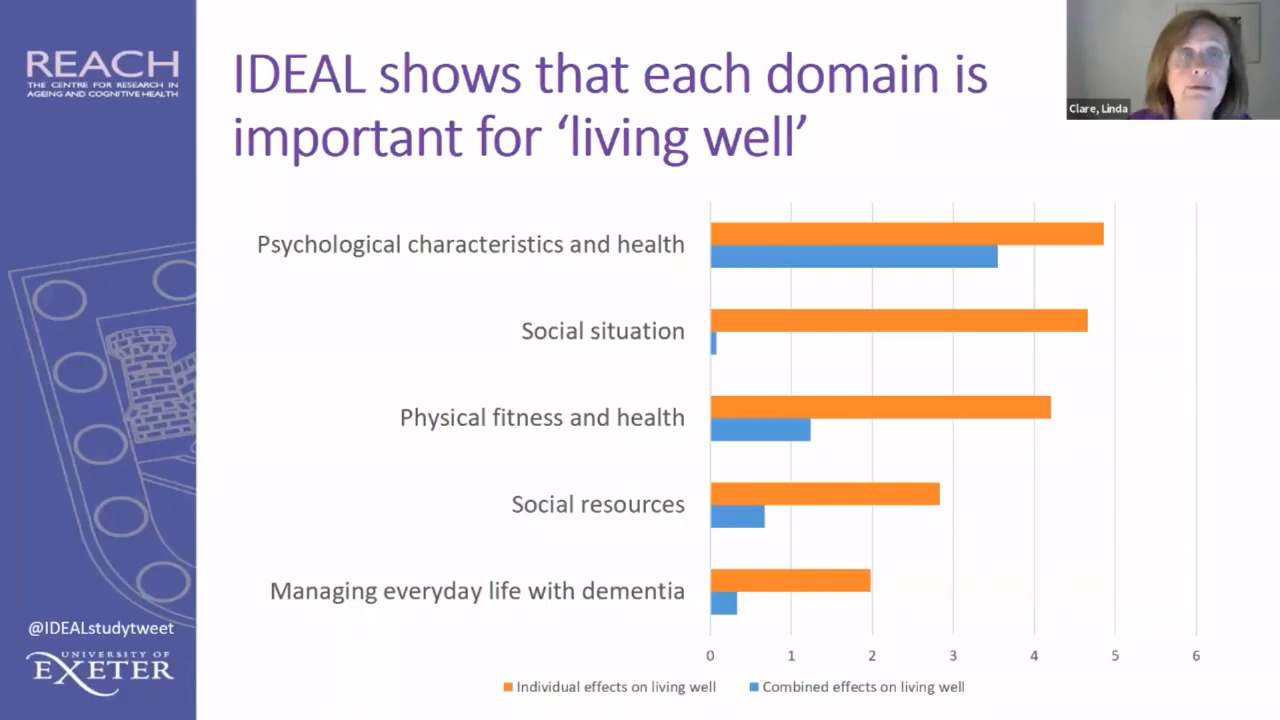 REACH
THE CENTRE FOR RESEARCH IN
AGEING AND COGNITIVE HEALTH
IDEAL shows that each domain is
important for ‘living well’
Clare, Linda
Psychological characteristics and health
Social situation
Physical fitness and health
Social resources
Managing everyday life with dementia
0 1 2 3 4 5 6
Individual effects on living well Combined effects on living well
@IDEALstudytweet
UNIVERSITY OF
EXETER